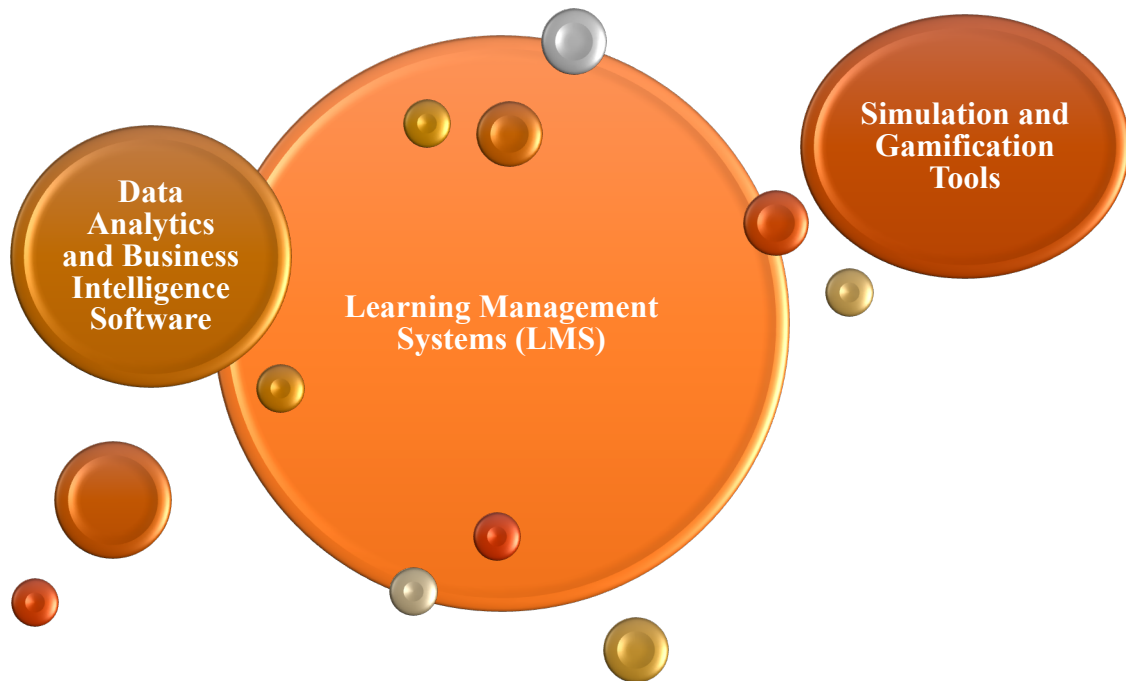 Data
Analytics
and Business
Intelligence
Software
Learning Management
Systems (LMS)
Simulation and
Gamification
Tools